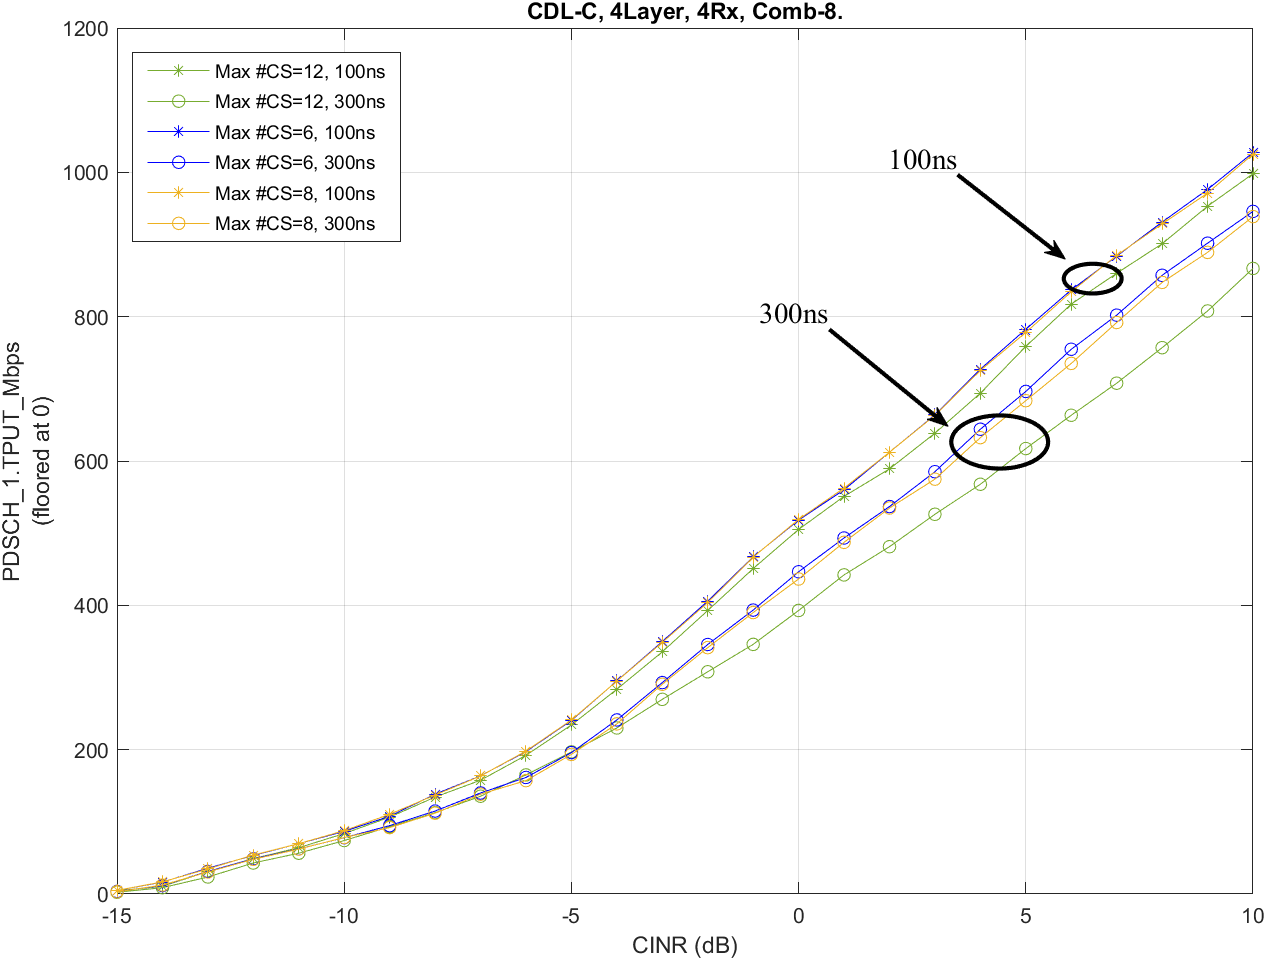 CDL-C, 4Layer, 4Rx, Comb-8.
1200
1000
800
600
400
200
0
PDSCH_1.TPUT_Mbps
(floored at 0)
Max #CS=12, 100ns
Max #CS=12, 300ns
Max #CS=6, 100ns
Max #CS=6, 300ns
Max #CS=8, 100ns
Max #CS=8, 300ns
100ns
300ns
-15
-10
-5
0
5
10
CINR (dB)